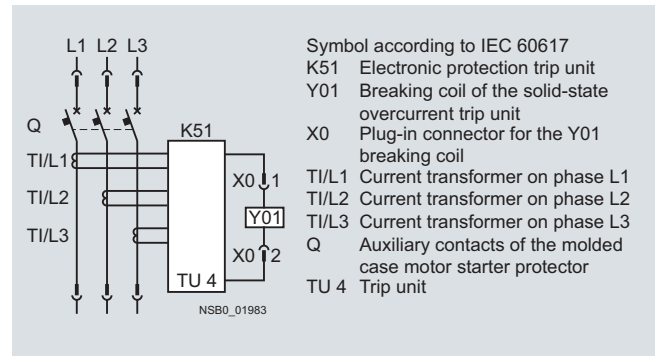 L1 L2 L3
Q
K51
TI/L1
TI/L2
TI/L3
X0 1
Y01
X0 2
TU 4
NSB0_01983
Symbol according to IEC 60617
K51 Electronic protection trip unit
Y01 Breaking coil of the solid-state
overcurrent trip unit
X0 Plug-in connector for the Y01
breaking coil
TI/L1 Current transformer on phase L1
TI/L2 Current transformer on phase L2
TI/L3 Current transformer on phase L3
Q Auxiliary contacts of the molded
case motor starter protector
TU 4 Trip unit